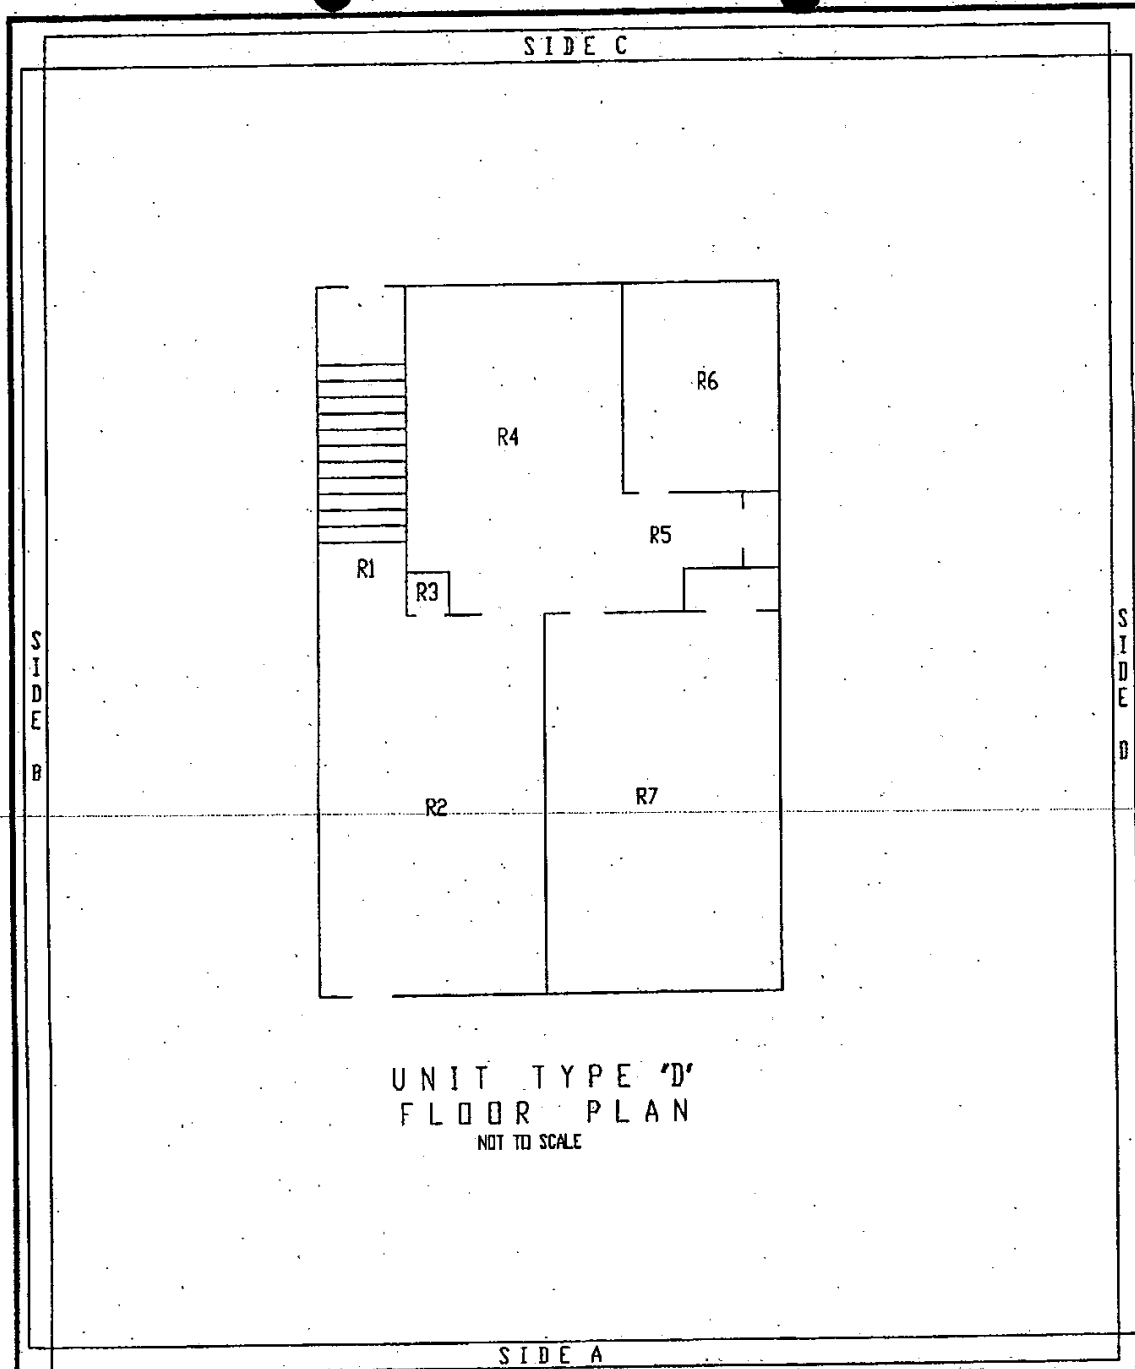 SIDE C
R6
R4
R5
R1
R3
SIDE B
SIDE D
R7
R2
UNIT TYPE "D"
FLOOR PLAN
NOT TO SCALE
SIDE A